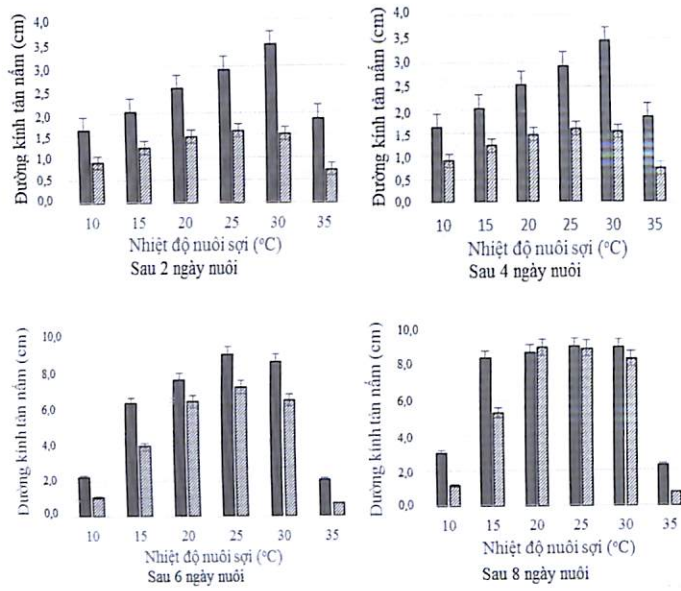 Đường kính tản nấm (cm)
4,0
3,5
3,0
2,5
2,0
1,5
1,0
0,5
0,0
10 15 20 25 30 35
Nhiệt độ nuôi sợi (°C)
Sau 2 ngày nuôi
Đường kính tản nấm (cm)
4,0
3,5
3,0
2,5
2,0
1,5
1,0
0,5
0,0
10 15 20 25 30 35
Nhiệt độ nuôi sợi (°C)
Sau 4 ngày nuôi
Đường kính tản nấm (cm)
10,0
8,0
6,0
4,0
2,0
0,0
10 15 20 25 30 35
Nhiệt độ nuôi sợi (°C)
Sau 6 ngày nuôi
Đường kính tản nấm (cm)
10,0
8,0
6,0
4,0
2,0
0,0
10 15 20 25 30 35
Nhiệt độ nuôi sợi (°C)
Sau 8 ngày nuôi